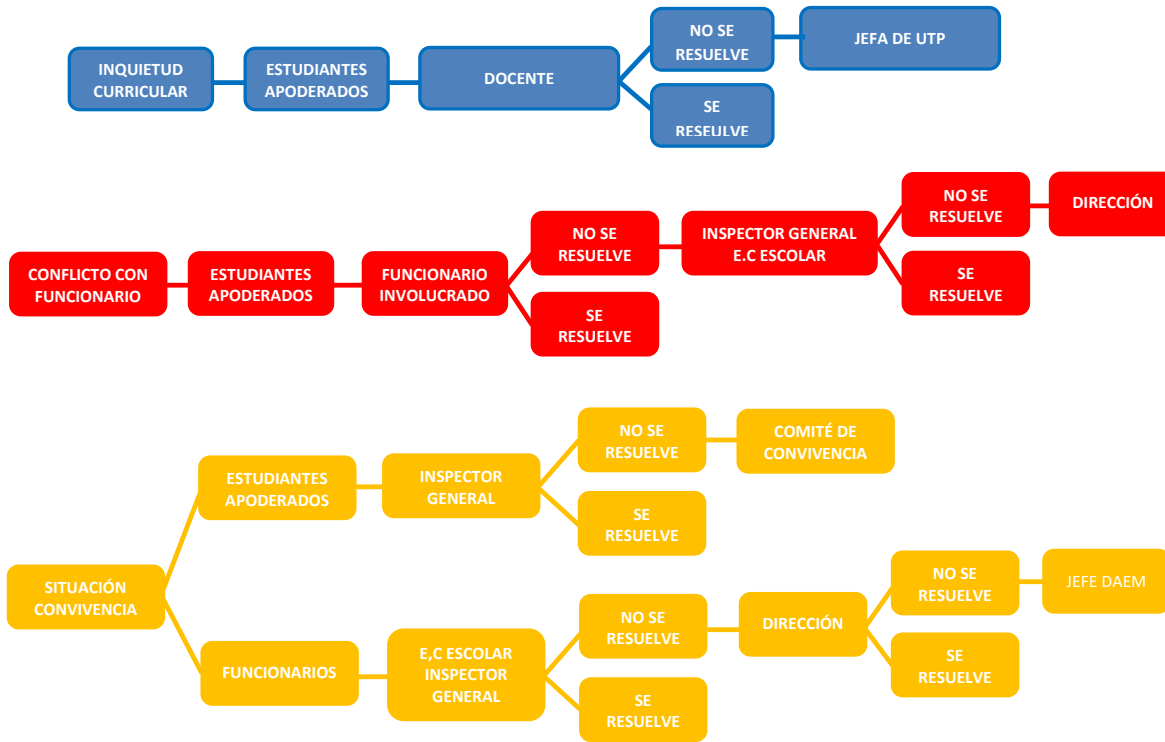 INQUIETUD
CURRICULAR
ESTUDIANTES
APODERADOS
DOCENTE
NO SE
RESUELVE
JEFA DE UTP
SE
RESEULVE
CONFLICTO CON
FUNCIONARIO
ESTUDIANTES
APODERADOS
FUNCIONARIO
INVOLUCRADO
NO SE
RESUELVE
SE
RESUELVE
INSPECTOR GENERAL
E.C ESCOLAR
NO SE
RESUELVE
DIRECCIÓN
SE
RESUELVE
SITUACIÓN
CONVIVENCIA
ESTUDIANTES
APODERADOS
INSPECTOR
GENERAL
NO SE
RESUELVE
COMITÉ DE
CONVIVENCIA
SE
RESUELVE
FUNCIONARIOS
E,C ESCOLAR
INSPECTOR
GENERAL
NO SE
RESUELVE
SE
RESUELVE
DIRECCIÓN
NO SE
RESUELVE
JEFE DAEM
SE
RESUELVE